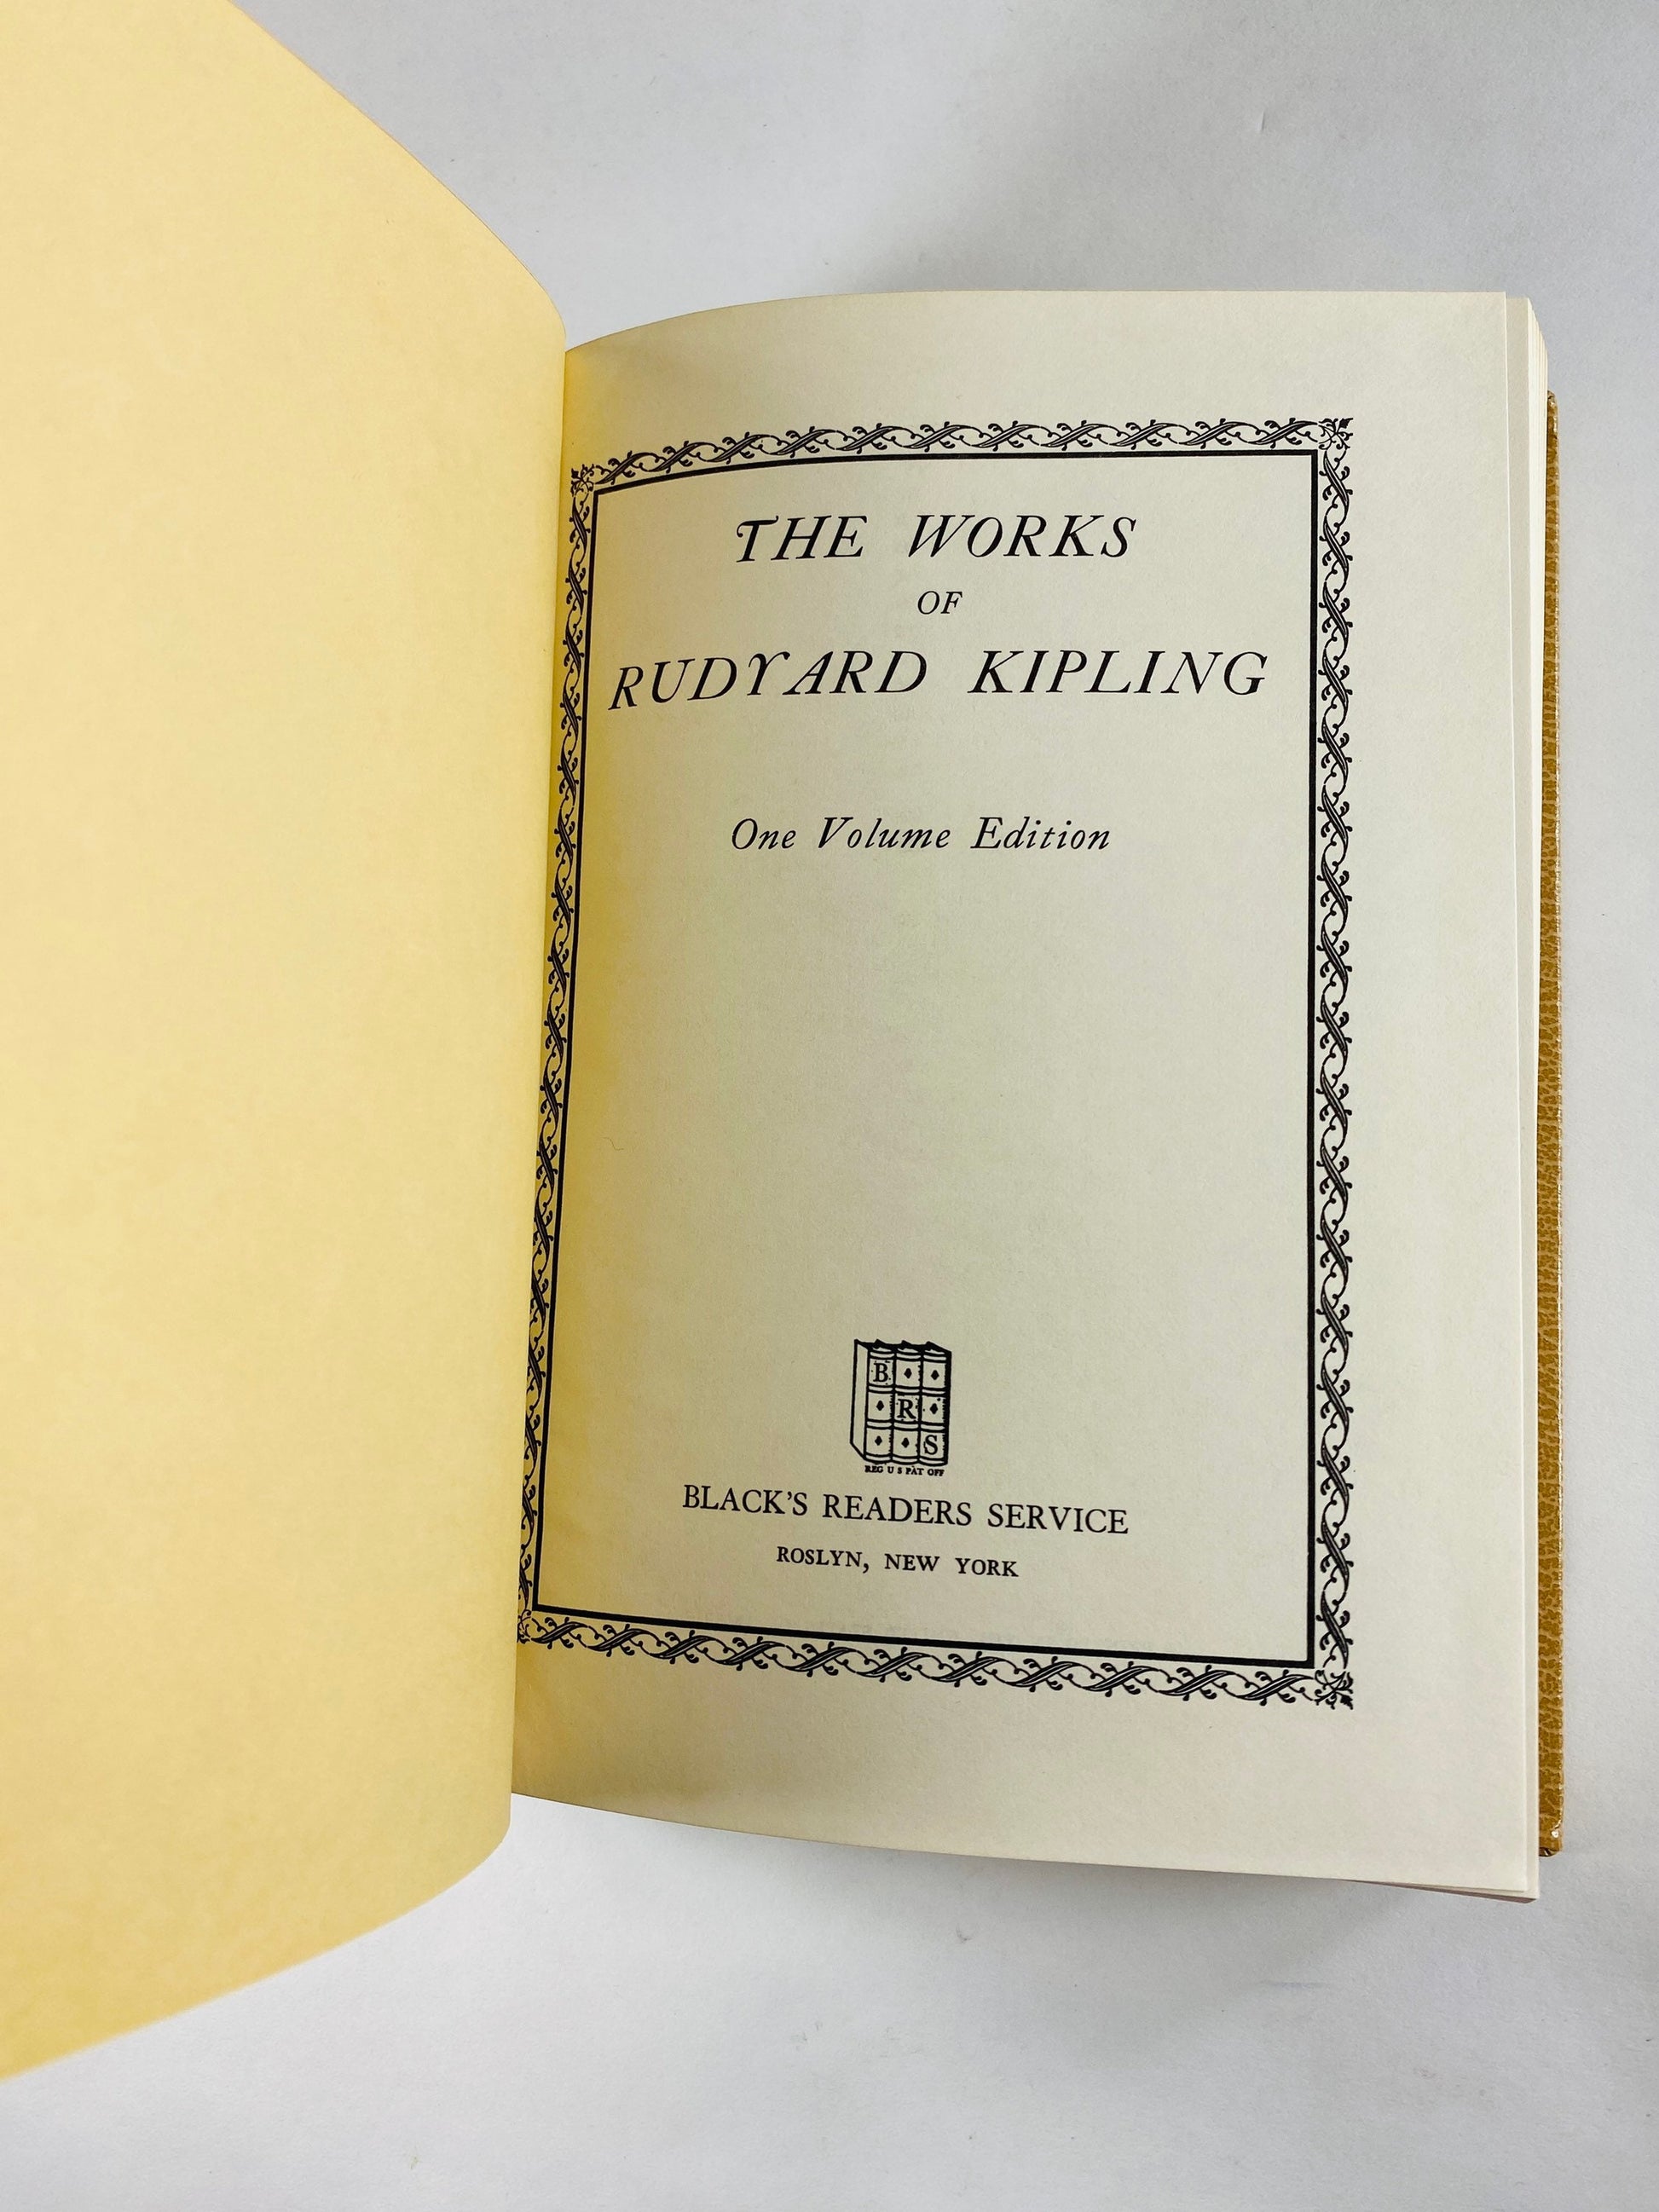 THE WORKS
OF
RUDYARD KIPLING
One Volume Edition
B
R
S
REG U S PAT OFF
BLACK'S READERS SERVICE
ROSLYN, NEW YORK